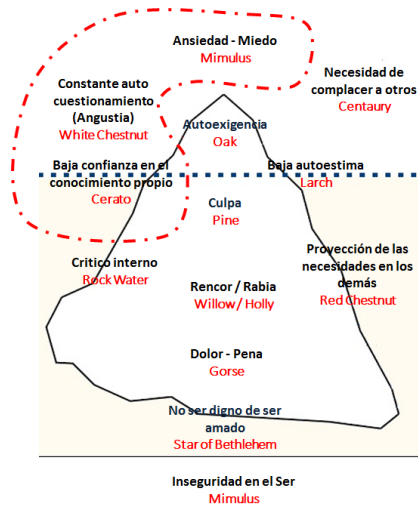 Ansiedad - Miedo
Mimulus
Necesidad de
complacer a otros
Centaury
Constante auto
cuestionamiento
(Angustia)
White Chestnut
Autoexigencia
Oak
Baja confianza en el
conocimiento propio
Cerato
Baja autoestima
Larch
Culpa
Pine
Critico interno
Rock Water
Proyección de las
necesidades en los
demás
Red Chestnut
Rencor / Rabia
Willow / Holly
Dolor - Pena
Gorse
No ser digno de ser
amado
Star of Bethlehem
Inseguridad en el Ser
Mimulus